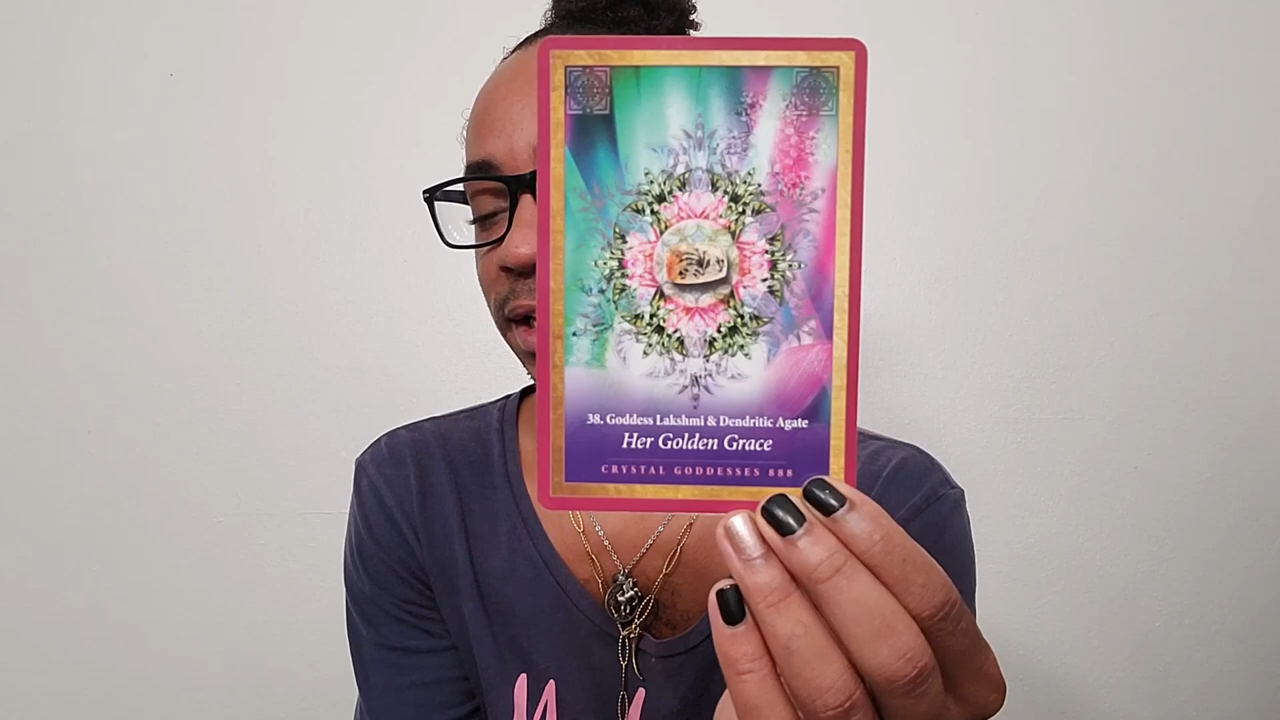 38. Goddess Lakshmi & Dendritic Agate
Her Golden Grace
CRYSTAL GODDESSES 888